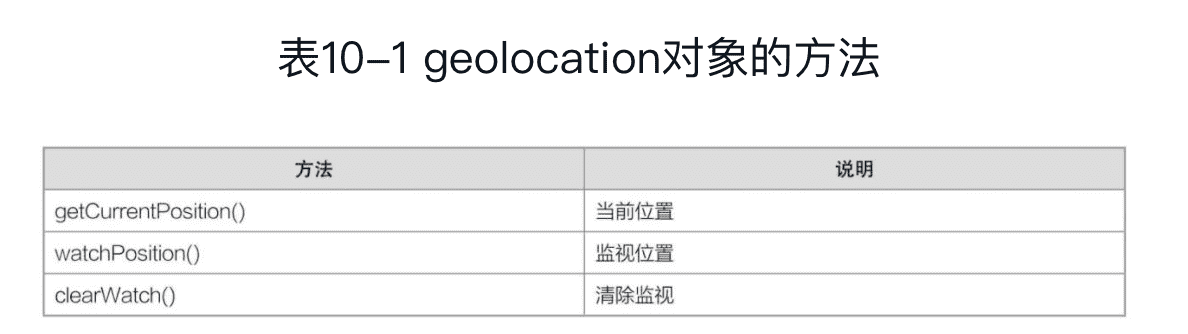 表10–1 geolocation对象的方法
方法 说明
getCurrentPosition() 当前位置
watchPosition() 监视位置
clearWatch() 清除监视